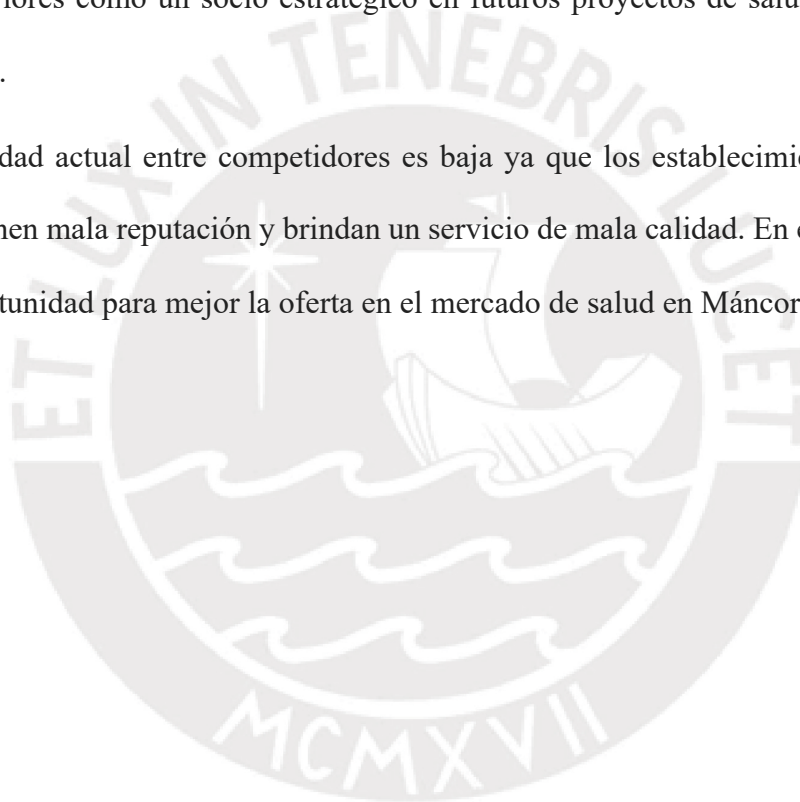 como un socio estratégico en futuros proyectos de salud
.
dad actual entre competidores es baja ya que los establecimi
nen mala reputación y brindan un servicio de mala calidad. En
tunidad para mejor la oferta en el mercado de salud en Máncor
ET LUX IN TENEBRIS LUCET
MCMXVII